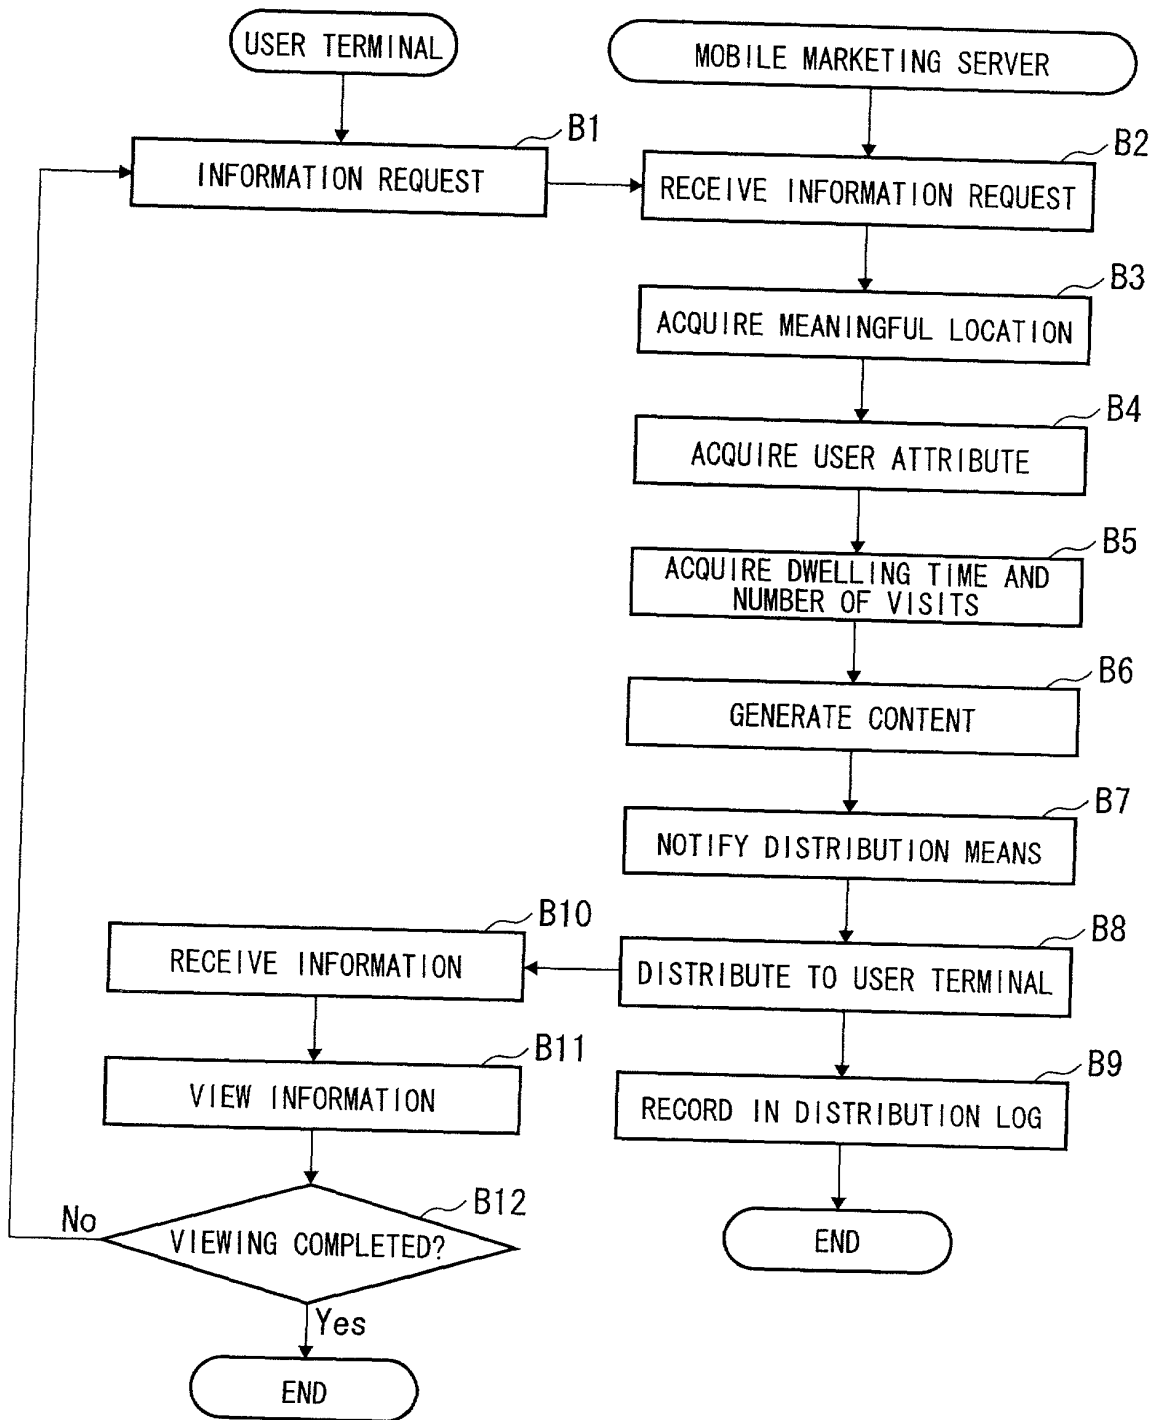 USER TERMINAL
MOBILE MARKETING SERVER
B1
INFORMATION REQUEST
B2
RECEIVE INFORMATION REQUEST
B3
ACQUIRE MEANINGFUL LOCATION
B4
ACQUIRE USER ATTRIBUTE
B5
ACQUIRE DWELLING TIME AND
NUMBER OF VISITS
B6
GENERATE CONTENT
B7
NOTIFY DISTRIBUTION MEANS
B8
DISTRIBUTE TO USER TERMINAL
B10
RECEIVE INFORMATION
B11
VIEW INFORMATION
B9
RECORD IN DISTRIBUTION LOG
B12
No
VIEWING COMPLETED?
END
Yes
END